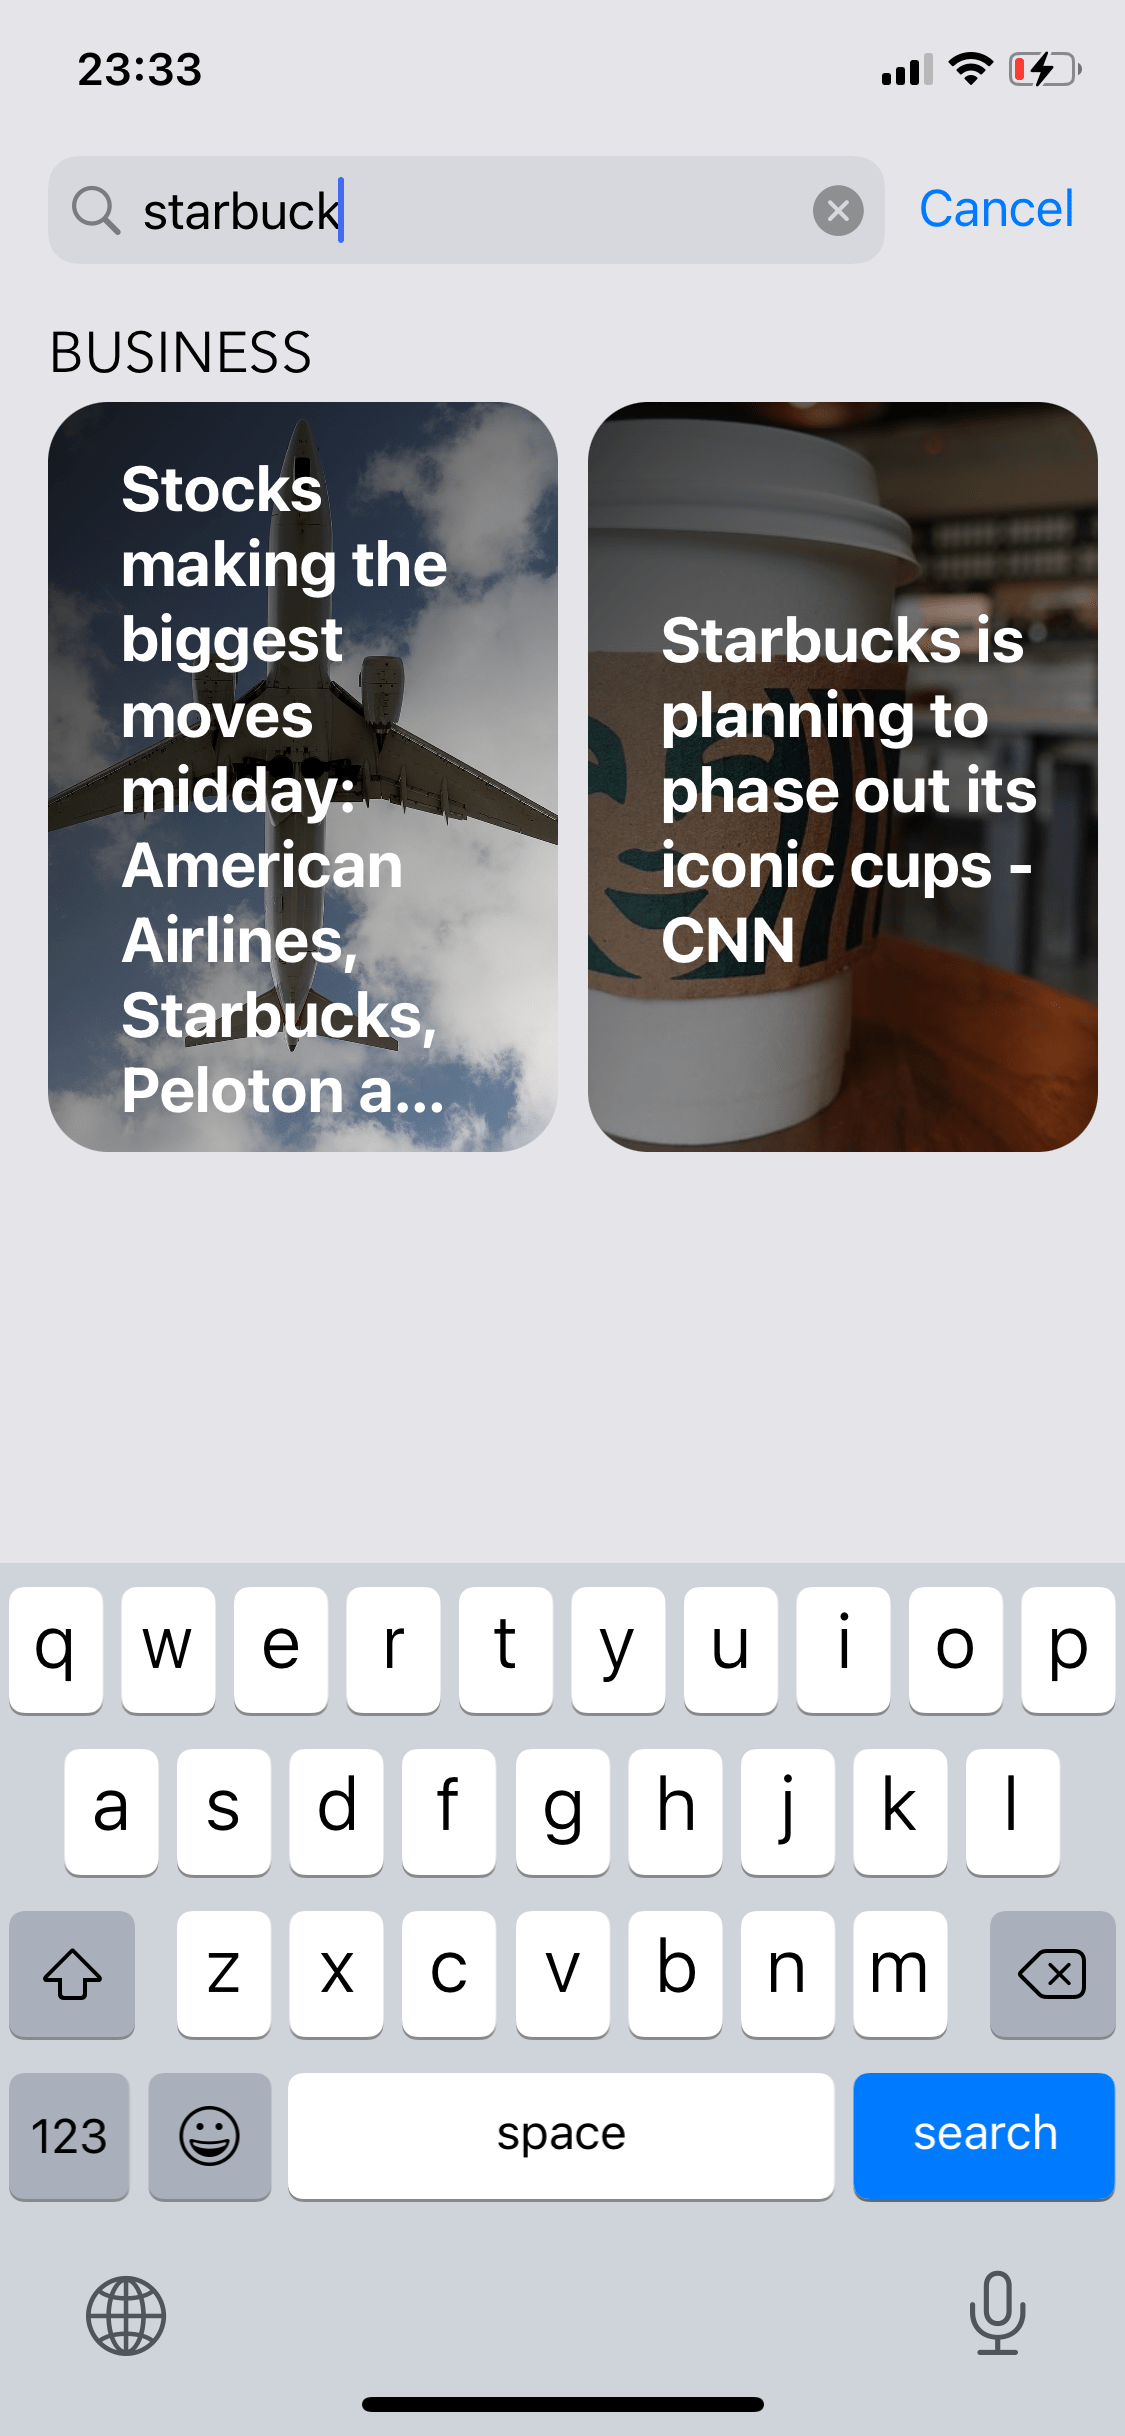 23:33
starbuck
Cancel
BUSINESS
Stocks
making the
biggest
moves
midday:
American
Airlines,
Starbucks,
Peloton a...
Starbucks is
planning to
phase out its
iconic cups -
CNN
q w e r t y u i o p
a s d f g h j k l
z x c v b n m
123
space
search